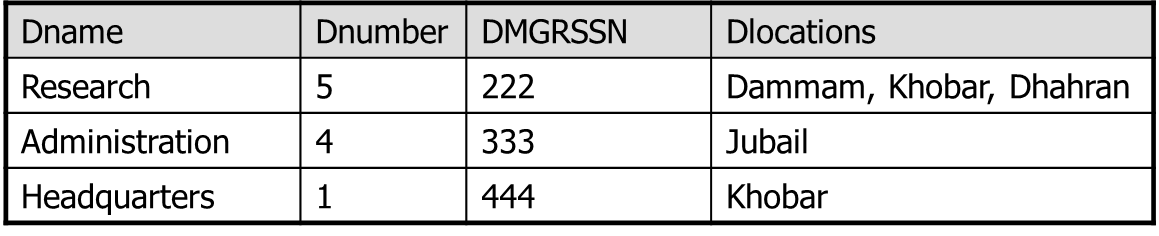 Dname Dnumber DMGRSSN Dlocations
Research 5 222 Dammam, Khobar, Dhahran
Administration 4 333 Jubail
Headquarters 1 444 Khobar